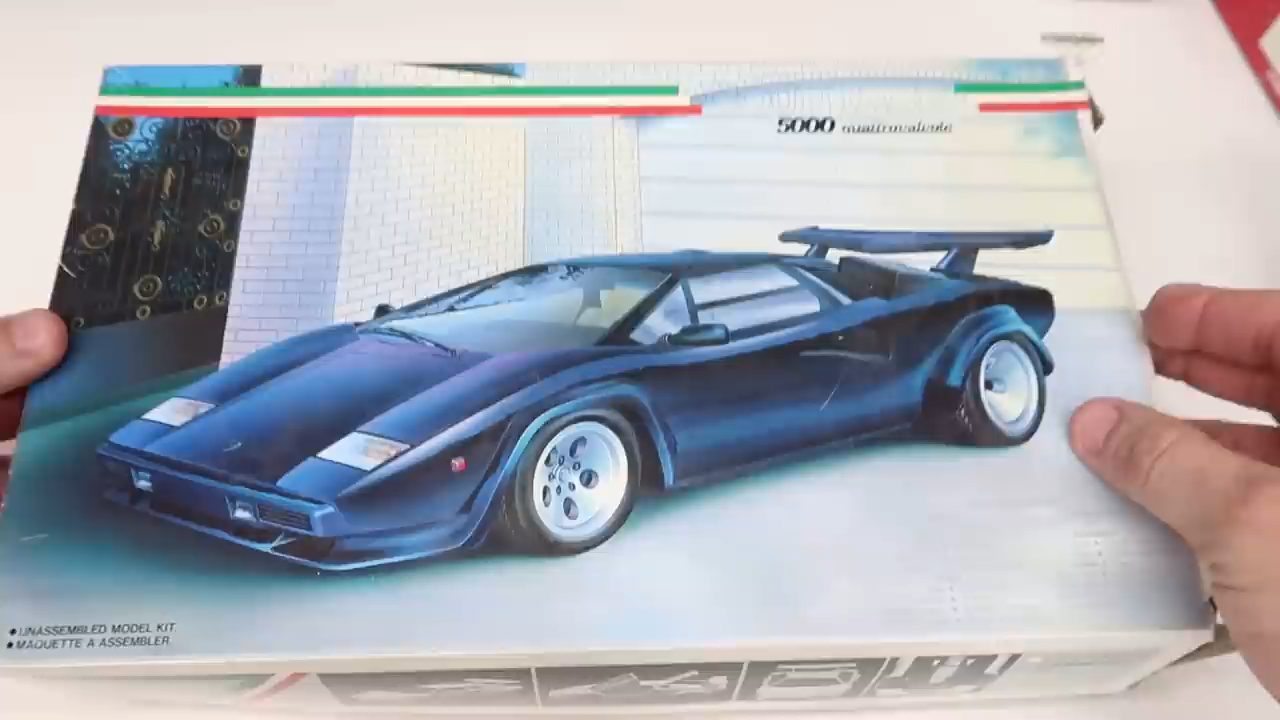 5000 quattrovalvole
◆UNASSEMBLED MODEL KIT
◆MAQUETTE A ASSEMBLER